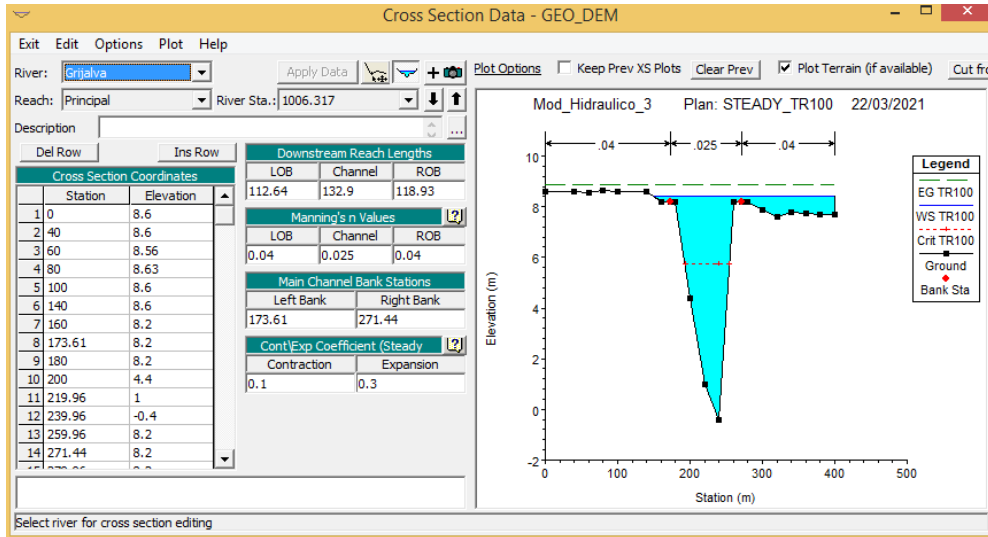 Cross Section Data - GEO_DEM
Exit Edit Options Plot Help
River: Grijalva Apply Data Plot Options Keep Prev XS Plots Clear Prev Plot Terrain (if available) Cut fro
Reach: Principal River Sta.: 1006.317
Description ...
Del Row Ins Row
Cross Section Coordinates
Station Elevation
1 0 8.6
2 40 8.6
3 60 8.56
4 80 8.63
5 100 8.6
6 140 8.6
7 160 8.2
8 173.61 8.2
9 180 8.2
10 200 4.4
11 219.96 1
12 239.96 -0.4
13 259.96 8.2
14 271.44 8.2
Downstream Reach Lengths
LOB Channel ROB
112.64 132.9 118.93
Manning's n Values ?
LOB Channel ROB
0.04 0.025 0.04
Main Channel Bank Stations
Left Bank Right Bank
173.61 271.44
Cont\Exp Coefficient (Steady ?
Contraction Expansion
0.1 0.3
Mod_Hidraulico_3 Plan: STEADY_TR100 22/03/2021
.04 .025 .04
10
8
6
4
2
0
-2
Elevation (m)
0 100 200 300 400 500
Station (m)
Legend
EG TR100
WS TR100
Crit TR100
Ground
Bank Sta
Select river for cross section editing